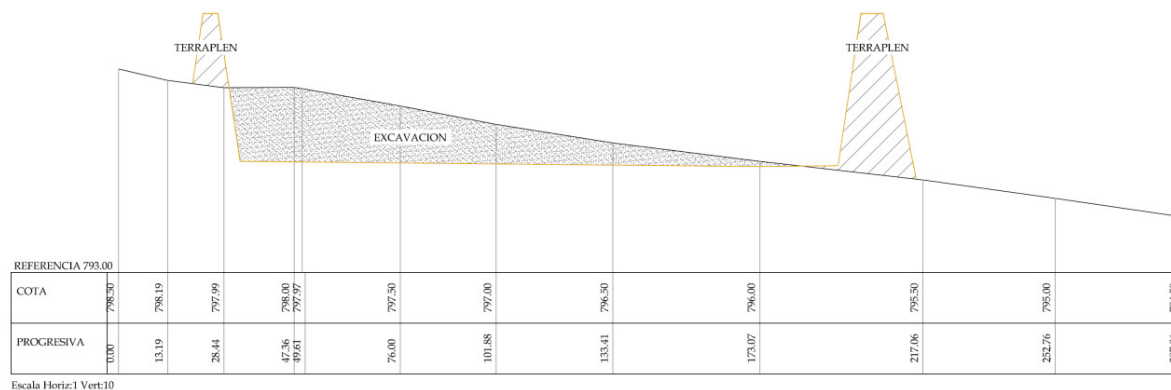 TERRAPLEN
TERRAPLEN
EXCAVACION
REFERENCIA 793.00
COTA 798.50 798.19 797.99 798.00 797.97 797.50 797.00 796.50 796.00 795.50 795.00
PROGRESIVA 0.00 13.19 28.44 47.36 49.61 76.00 101.88 133.41 173.07 217.06 252.76
Escala Horiz:1 Vert:10